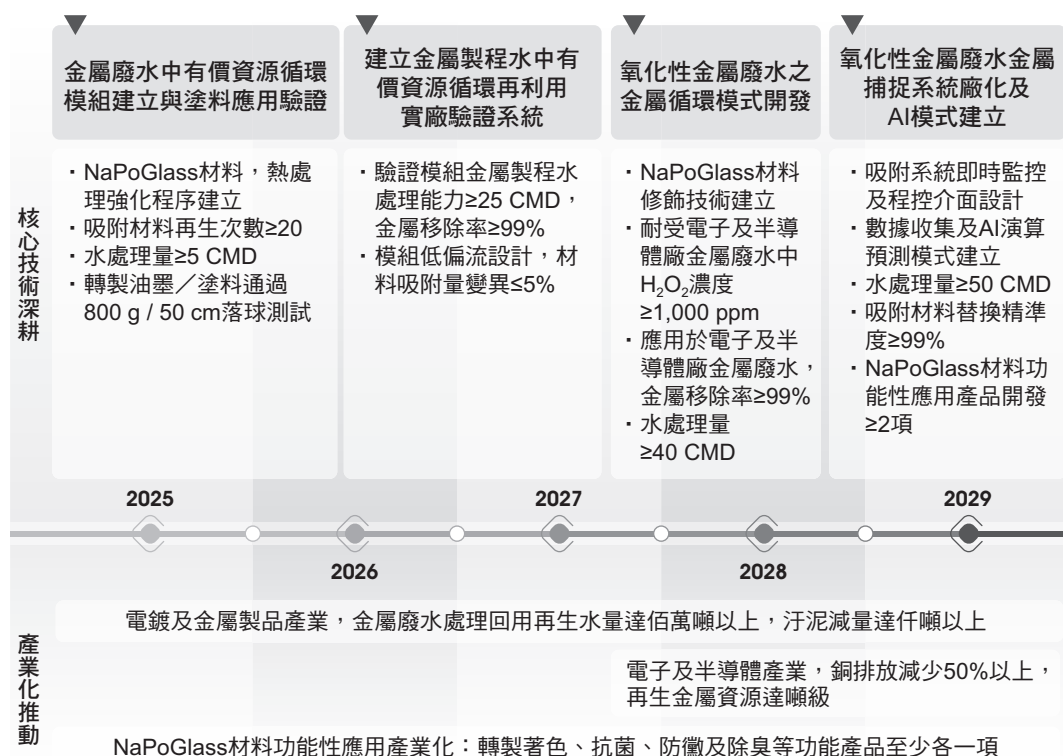 金屬廢水中有價資源循環
模組建立與塗料應用驗證
建立金屬製程水中有
價資源循環再利用
實廠驗證系統
氧化性金屬廢水之
金屬循環模式開發
氧化性金屬廢水金屬
捕捉系統廠化及
AI模式建立
核心技術深耕
・NaPoGlass材料，熱處
理強化程序建立
・吸附材料再生次數≥20
・水處理量≥5 CMD
・轉製油墨／塗料通過
800 g / 50 cm落球測試
・驗證模組金屬製程水
處理能力≥25 CMD，
金屬移除率≥99%
・模組低偏流設計，材
料吸附量變異≤5%
・NaPoGlass材料
修飾技術建立
・耐受電子及半導
體廠金屬廢水中
H₂O₂濃度
≥1,000 ppm
・應用於電子及半
導體廠金屬廢水，
金屬移除率≥99%
・水處理量
≥40 CMD
・吸附系統即時監控
及程控介面設計
・數據收集及AI演算
預測模式建立
・水處理量≥50 CMD
・吸附材料替換精準
度≥99%
・NaPoGlass材料功
能性應用產品開發
≥2項
2025
2027
2029
2026
2028
產業化推動
電鍍及金屬製品產業，金屬廢水處理回用再生水量達佰萬噸以上，汙泥減量達仟噸以上
電子及半導體產業，銅排放減少50%以上，
再生金屬資源達噸級
NaPoGlass材料功能性應用產業化：轉製著色、抗菌、防黴及除臭等功能產品至少各一項